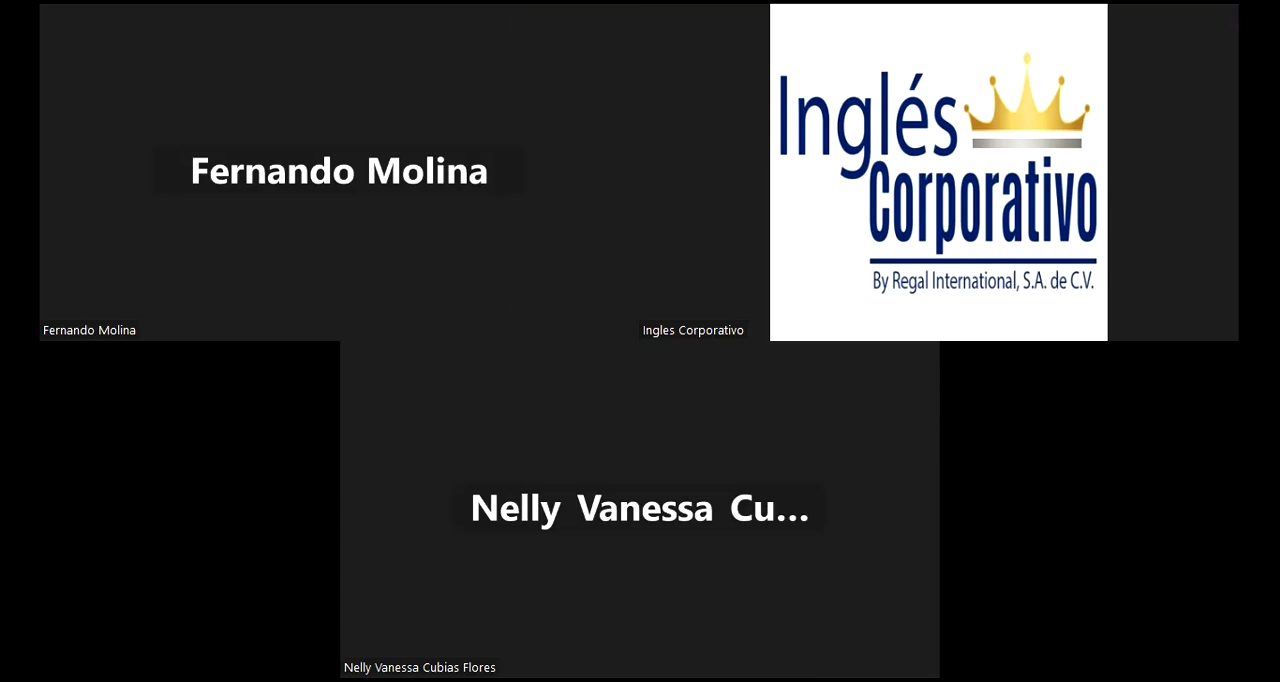 Fernando Molina
Fernando Molina
Inglés
Corporativo
By Regal International, S.A. de C.V.
Ingles Corporativo
Nelly Vanessa Cu...
Nelly Vanessa Cubias Flores